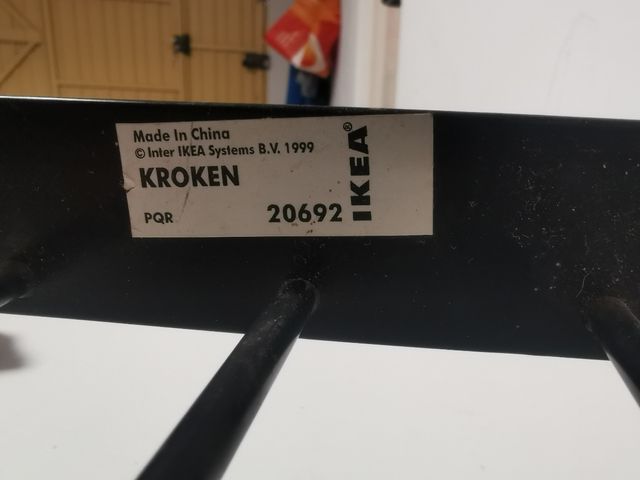 Made In China
© Inter IKEA Systems B.V. 1999
KROKEN
PQR 20692
IKEA®